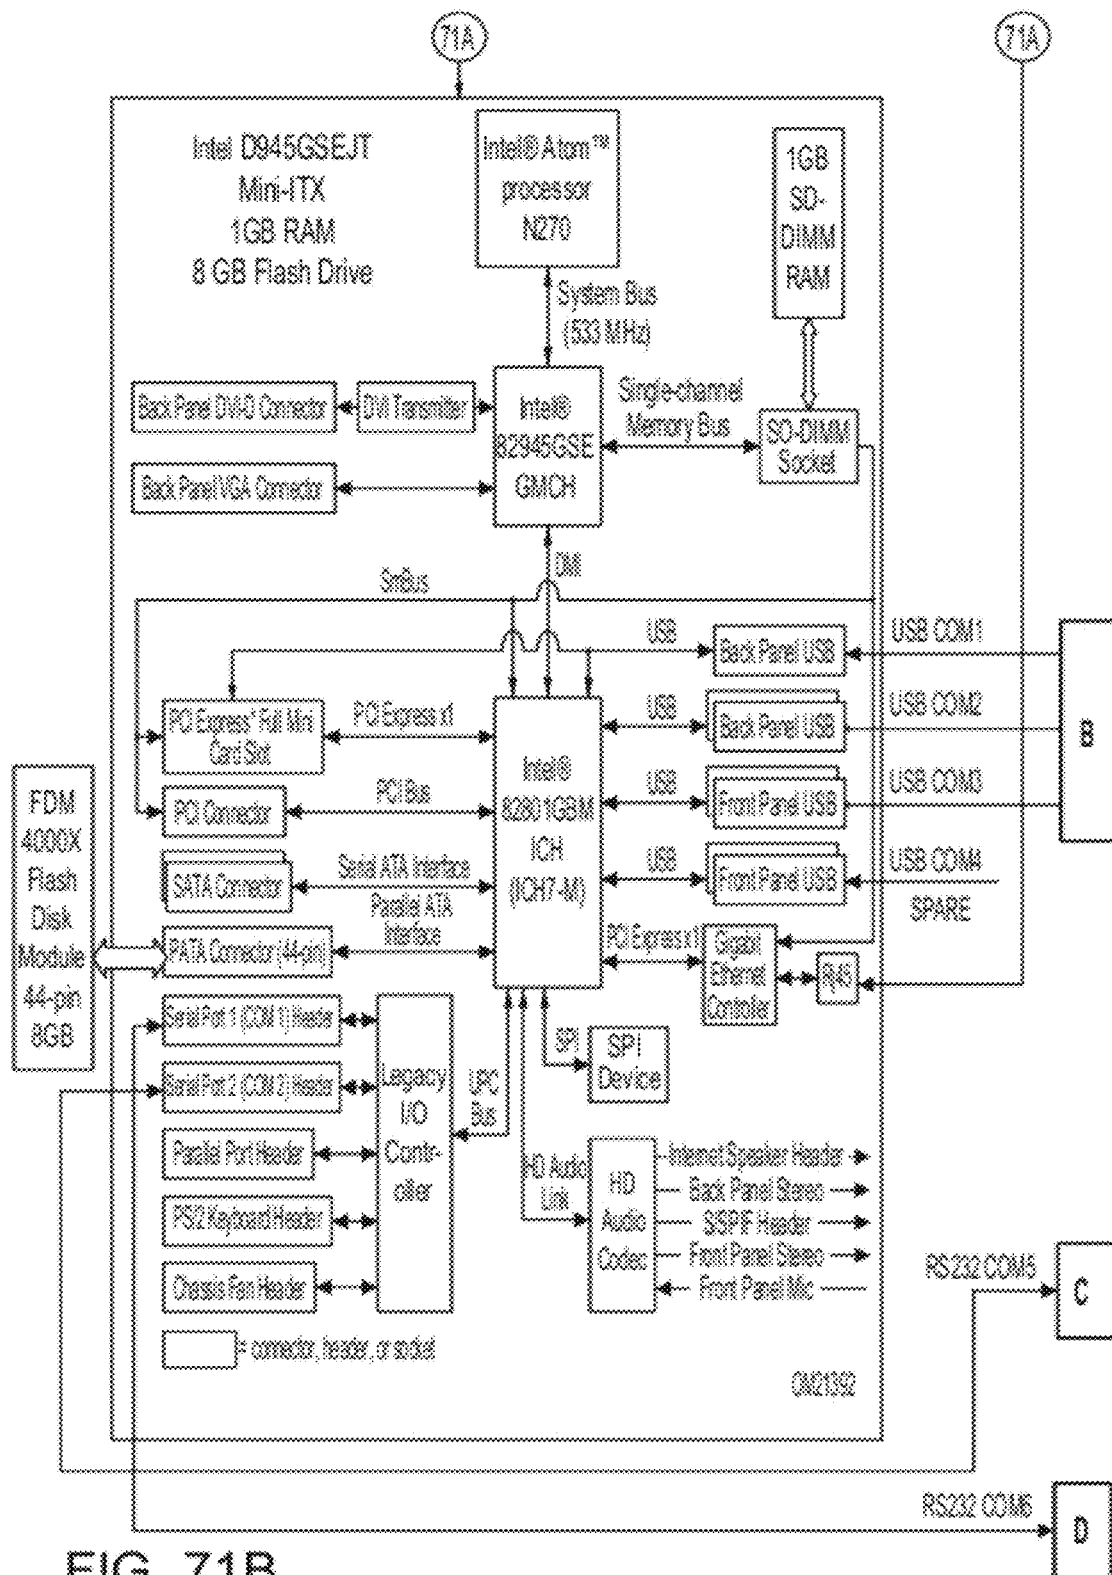 71A
71A
Intel D945GSEJT
Mini-ITX
1GB RAM
8 GB Flash Drive
Intel® Atom™
processor
N270
1GB
SD-
DIMM
RAM
System Bus
(533 MHz)
Back Panel DVI-D Connector
DVI Transmitter
Intel®
82945GSE
GMCH
Single-channel
Memory Bus
SO-DIMM
Socket
Back Panel VGA Connector
DMI
SmBus
USB
Back Panel USB
USB COM1
PCI Express* Full Mini
Card Slot
PCI Express x1
USB
Back Panel USB
USB COM2
B
FDM
4000X
Flash
Disk
Module
44-pin
8GB
PCI Connector
PCI Bus
Intel®
82801GBM
ICH
(ICH7-M)
USB
Front Panel USB
USB COM3
SATA Connector
Serial ATA Interface
USB
Front Panel USB
USB COM4
SPARE
PATA Connector (44-pin)
Parallel ATA
Interface
PCI Express x1
Gigabit
Ethernet
Controller
RJ45
Serial Port 1 (COM 1) Header
Serial Port 2 (COM 2) Header
Parallel Port Header
PS/2 Keyboard Header
Chassis Fan Header
Legacy
I/O
Contr-
oller
LPC
Bus
SPI
SPI
Device
HD Audio
Link
HD
Audio
Codec
Internet Speaker Header
Back Panel Stereo
S/SPIF Header
Front Panel Stereo
Front Panel Mic
= connector, header, or socket
OM21392
RS232 COM5
C
RS232 COM6
D
FIG. 71B